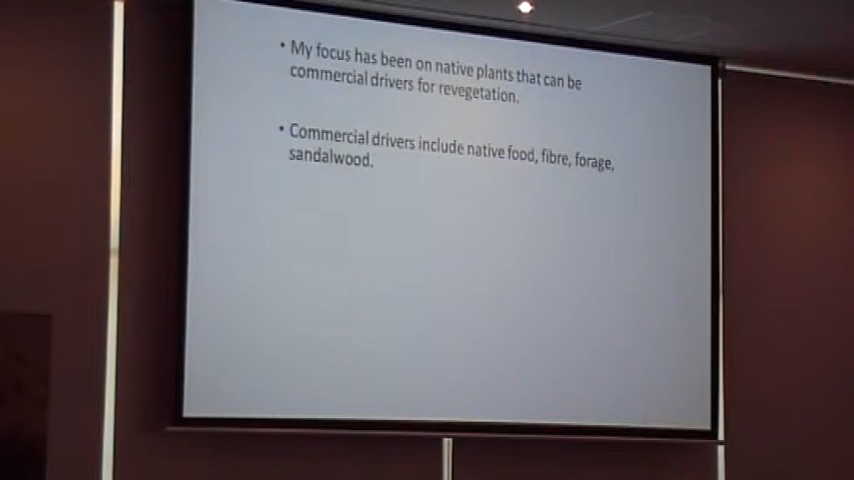 • My focus has been on native plants that can be
commercial drivers for revegetation.
• Commercial drivers include native food, fibre, forage,
sandalwood.